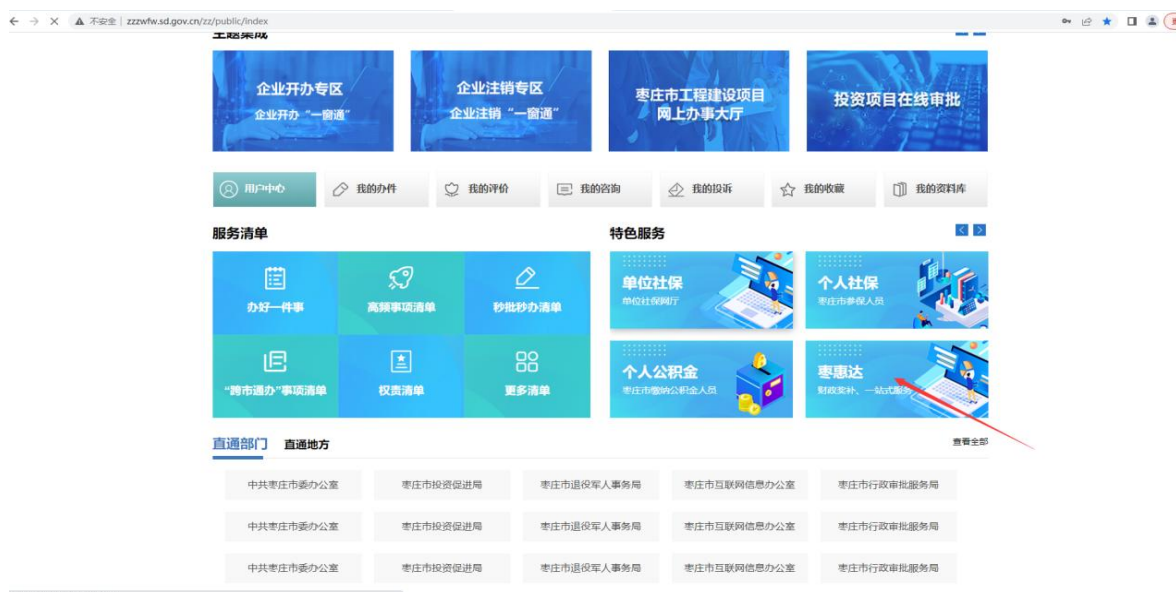 不安全 | zzzwfw.sd.gov.cn/zz/public/index
主题集成
企业开办专区
企业开办“一窗通”
企业注销专区
企业注销“一窗通”
枣庄市工程建设项目
网上办事大厅
投资项目在线审批
用户中心
我的办件
我的评价
我的咨询
我的投诉
我的收藏
我的资料库
服务清单
特色服务
办好一件事
高频事项清单
秒批秒办清单
单位社保
单位社保网厅
个人社保
枣庄市参保人员
“跨市通办”事项清单
权责清单
更多清单
个人公积金
枣庄市缴纳公积金人员
枣惠达
财政奖补、一站式服务
直通部门 直通地方
查看全部
中共枣庄市委办公室 枣庄市投资促进局 枣庄市退役军人事务局 枣庄市互联网信息办公室 枣庄市行政审批服务局
中共枣庄市委办公室 枣庄市投资促进局 枣庄市退役军人事务局 枣庄市互联网信息办公室 枣庄市行政审批服务局
中共枣庄市委办公室 枣庄市投资促进局 枣庄市退役军人事务局 枣庄市互联网信息办公室 枣庄市行政审批服务局